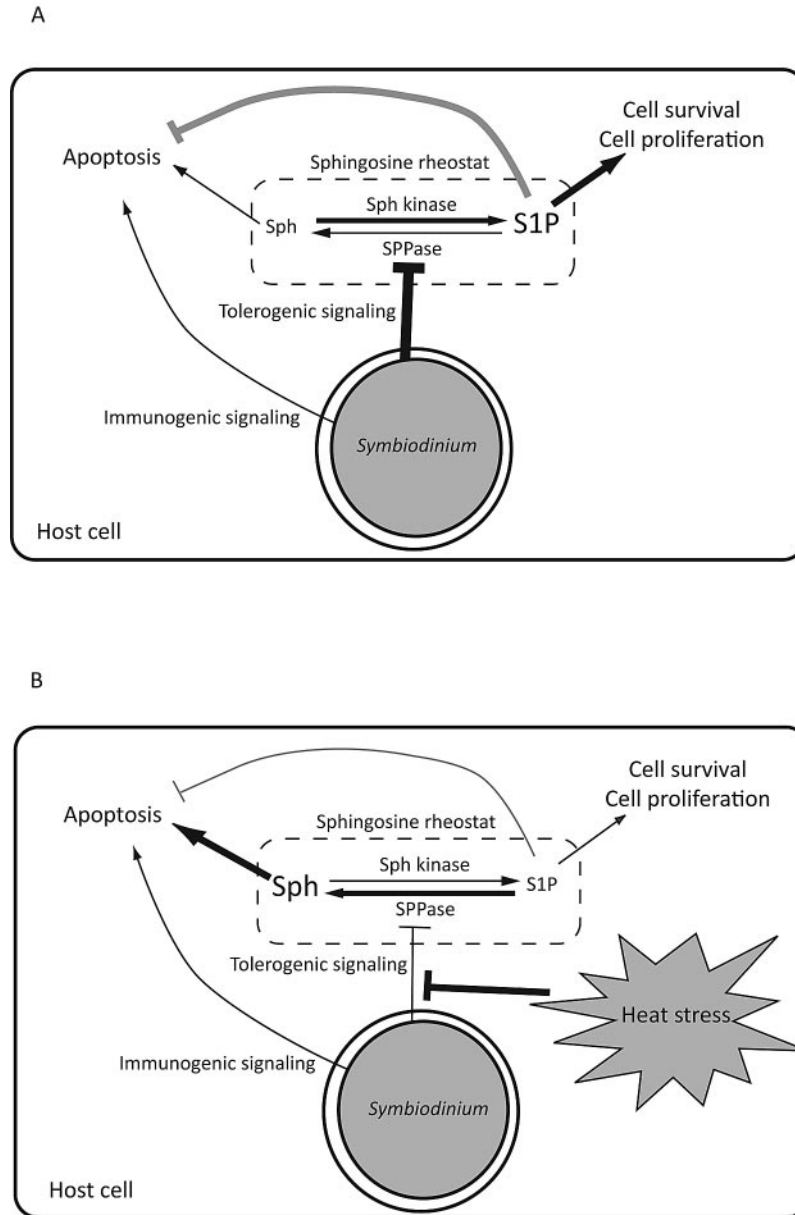 A
Cell survival
Cell proliferation
Apoptosis
Sphingosine rheostat
Sph kinase
Sph
S1P
SPPase
Tolerogenic signaling
Immunogenic signaling
Symbiodinium
Host cell
B
Cell survival
Cell proliferation
Apoptosis
Sphingosine rheostat
Sph kinase
Sph
S1P
SPPase
Tolerogenic signaling
Heat stress
Immunogenic signaling
Symbiodinium
Host cell